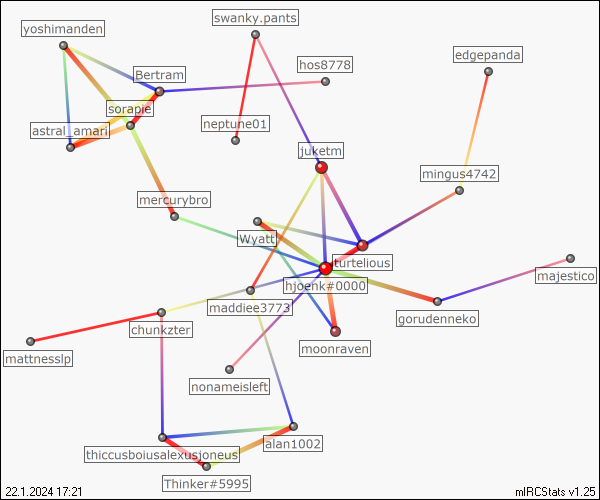 swanky.pants
yoshimanden
edgepanda
hos8778
Bertram
sorapie
neptune01
astral_amari
juketm
mingus4742
mercurybro
Wyatt
turtelious
majestico
hjoenk#0000
maddiee3773
gorudenneko
chunkzter
moonraven
mattnesslp
nonameisleft
alan1002
thiccusboiusalexusjoneus
Thinker#5995
22.1.2024 17:21
mIRCStats v1.25